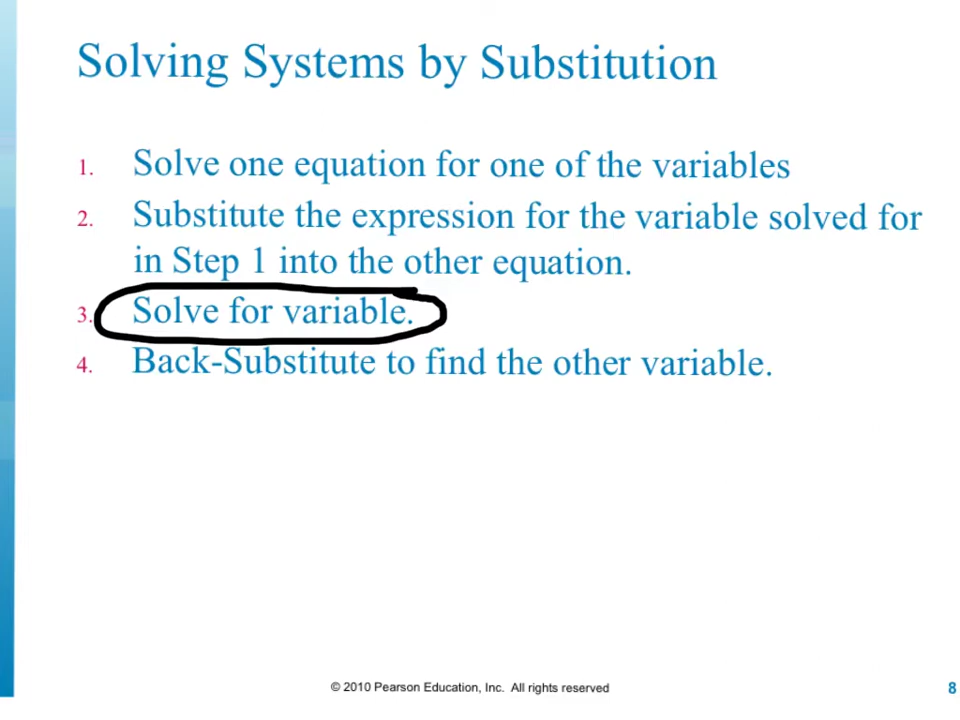 Solving Systems by Substitution
1. Solve one equation for one of the variables
2. Substitute the expression for the variable solved for
in Step 1 into the other equation.
3. Solve for variable.
4. Back-Substitute to find the other variable.
© 2010 Pearson Education, Inc. All rights reserved
8